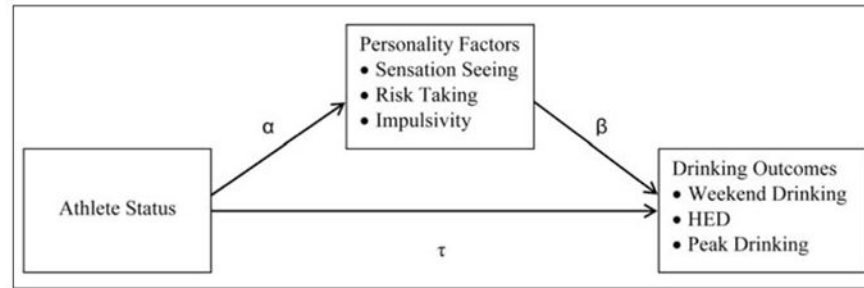 Personality Factors
• Sensation Seeing
• Risk Taking
• Impulsivity
α
β
Athlete Status
Drinking Outcomes
• Weekend Drinking
• HED
• Peak Drinking
τ